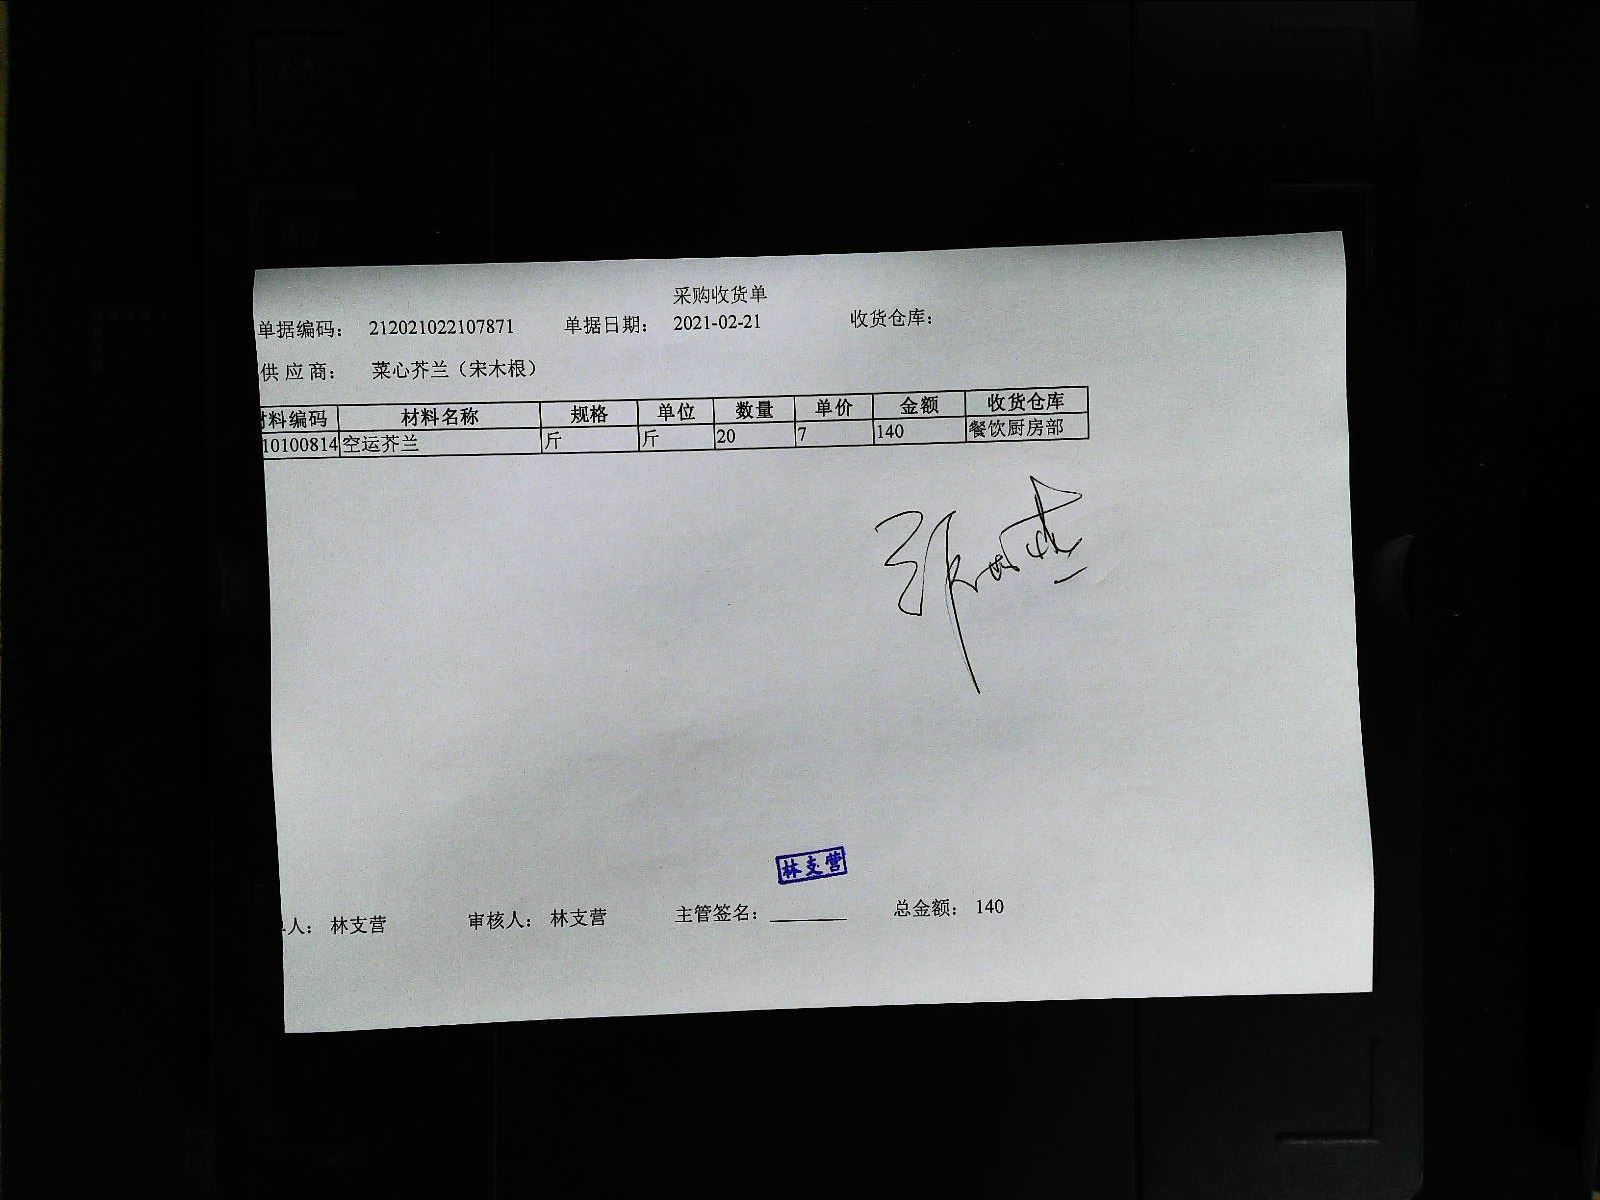 采购收货单
单据编码： 212021022107871 单据日期： 2021-02-21 收货仓库：
供 应 商： 菜心芥兰（宋木根）
材料编码 材料名称 规格 单位 数量 单价 金额 收货仓库
10100814 空运芥兰 斤 斤 20 7 140 餐饮厨房部
林支营
人： 林支营 审核人： 林支营 主管签名： 总金额： 140